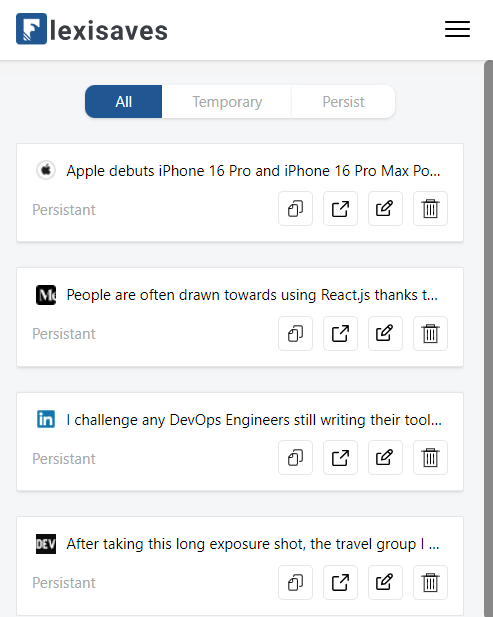 Flexisaves
All Temporary Persist
Apple debuts iPhone 16 Pro and iPhone 16 Pro Max Po...
Persistant
People are often drawn towards using React.js thanks t...
Persistant
in I challenge any DevOps Engineers still writing their tool...
Persistant
DEV After taking this long exposure shot, the travel group I ...
Persistant